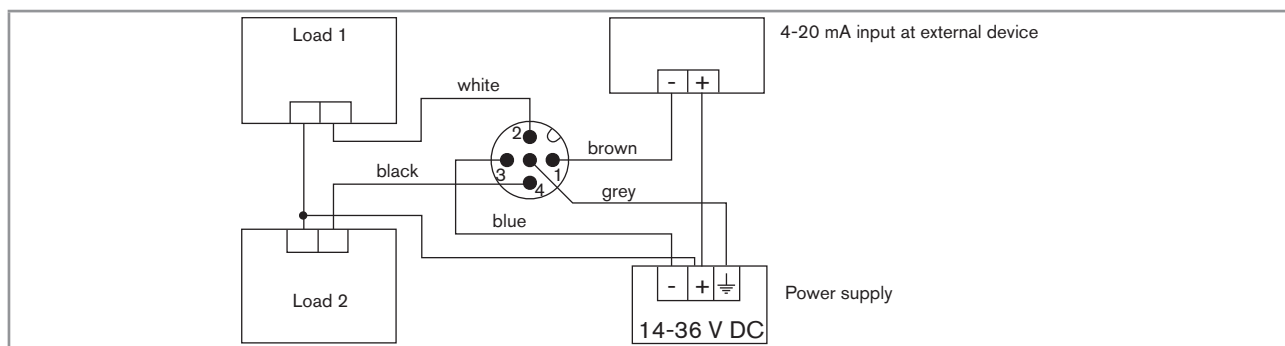 Load 1
4-20 mA input at external device
- +
white
2
brown
3 1
black
4
grey
blue
- +
Load 2
Power supply
14-36 V DC